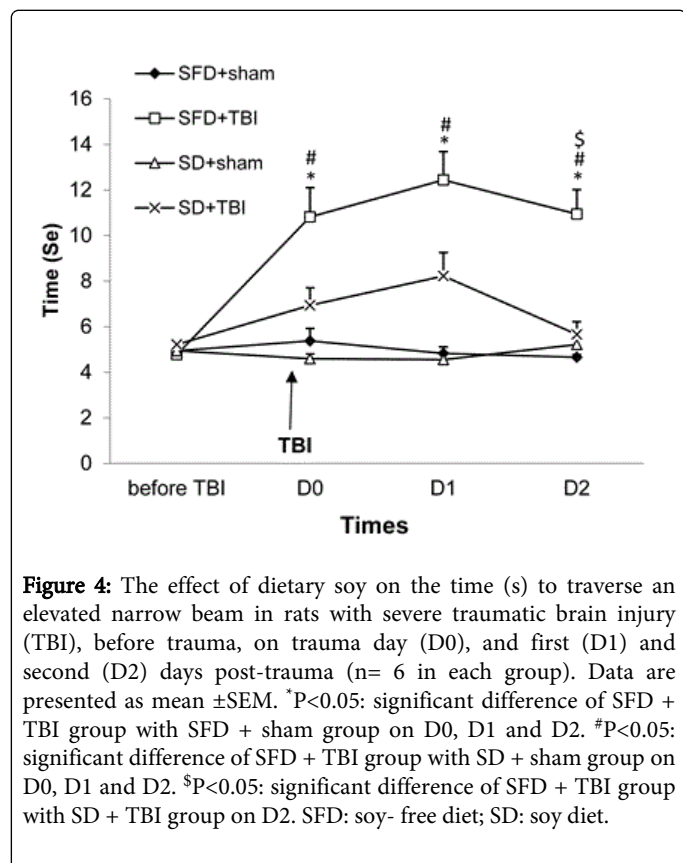 SFD+sham
SFD+TBI
SD+sham
SD+TBI
16
14
12
10
8
6
4
2
0
Time (Se)
#
*
#
*
$
#
*
TBI
before TBI D0 D1 D2
Times
Figure 4: The effect of dietary soy on the time (s) to traverse an
elevated narrow beam in rats with severe traumatic brain injury
(TBI), before trauma, on trauma day (D0), and first (D1) and
second (D2) days post-trauma (n= 6 in each group). Data are
presented as mean ±SEM. *P<0.05: significant difference of SFD +
TBI group with SFD + sham group on D0, D1 and D2. #P<0.05:
significant difference of SFD + TBI group with SD + sham group on
D0, D1 and D2. $P<0.05: significant difference of SFD + TBI group
with SD + TBI group on D2. SFD: soy- free diet; SD: soy diet.